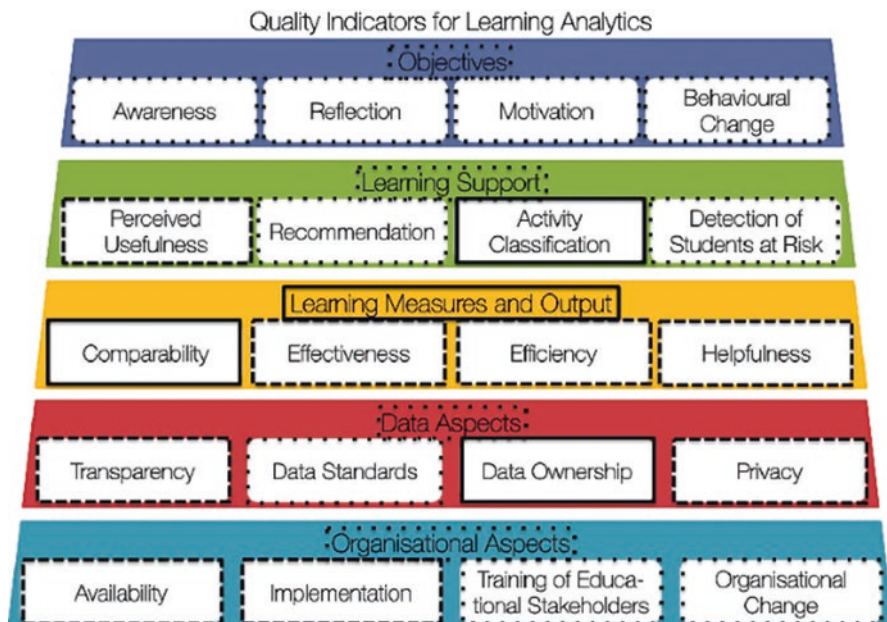 Quality Indicators for Learning Analytics
Objectives
Awareness
Reflection
Motivation
Behavioural
Change
Learning Support
Perceived
Usefulness
Recommendation
Activity
Classification
Detection of
Students at Risk
Learning Measures and Output
Comparability
Effectiveness
Efficiency
Helpfulness
Data Aspects
Transparency
Data Standards
Data Ownership
Privacy
Organisational Aspects
Availability
Implementation
Training of Educa-
tional Stakeholders
Organisational
Change